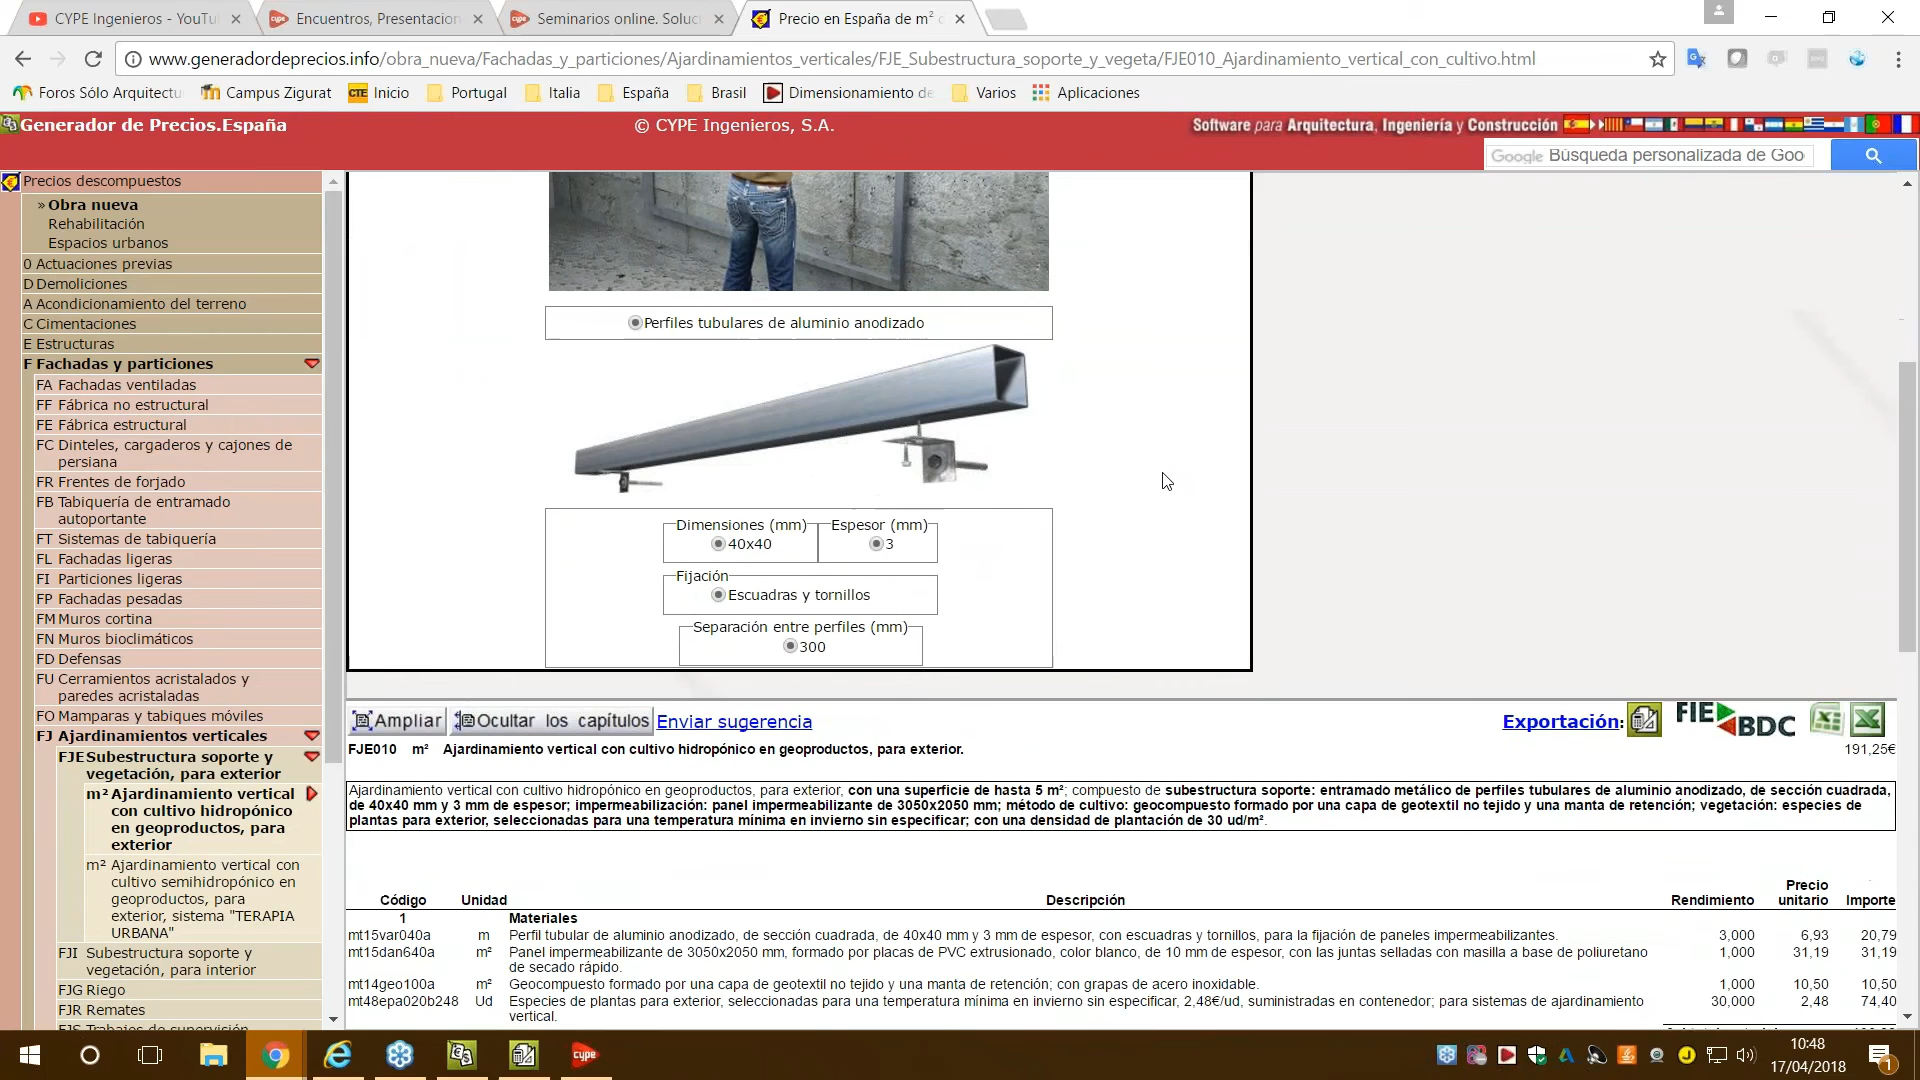 CYPE Ingenieros - YouTu
Encuentros, Presentacion
Seminarios online. Soluc
Precio en España de m²
www.generadordeprecios.info/obra_nueva/Fachadas_y_particiones/Ajardinamientos_verticales/FJE_Subestructura_soporte_y_vegeta/FJE010_Ajardinamiento_vertical_con_cultivo.html
Foros Sólo Arquitectu
Campus Zigurat
CTE Inicio
Portugal
Italia
España
Brasil
Dimensionamiento de
Varios
Aplicaciones
Generador de Precios.España
© CYPE Ingenieros, S.A.
Software para Arquitectura, Ingeniería y Construcción
Google Búsqueda personalizada de Goo
Precios descompuestos
» Obra nueva
Rehabilitación
Espacios urbanos
0 Actuaciones previas
D Demoliciones
A Acondicionamiento del terreno
C Cimentaciones
E Estructuras
F Fachadas y particiones
FA Fachadas ventiladas
FF Fábrica no estructural
FE Fábrica estructural
FC Dinteles, cargaderos y cajones de
persiana
FR Frentes de forjado
FB Tabiquería de entramado
autoportante
FT Sistemas de tabiquería
FL Fachadas ligeras
FI Particiones ligeras
FP Fachadas pesadas
FM Muros cortina
FN Muros bioclimáticos
FD Defensas
FU Cerramientos acristalados y
paredes acristaladas
FO Mamparas y tabiques móviles
FJ Ajardinamientos verticales
FJE Subestructura soporte y
vegetación, para exterior
m² Ajardinamiento vertical
con cultivo hidropónico
en geoproductos, para
exterior
m² Ajardinamiento vertical con
cultivo semihidropónico en
geoproductos, para
exterior, sistema "TERAPIA
URBANA"
FJI Subestructura soporte y
vegetación, para interior
FJG Riego
FJR Remates
FJS Trabajos de supervisión
Perfiles tubulares de aluminio anodizado
Dimensiones (mm)
40x40
Espesor (mm)
3
Fijación
Escuadras y tornillos
Separación entre perfiles (mm)
300
Ampliar
Ocultar los capítulos
Enviar sugerencia
Exportación:
FIEBDC
FJE010 m² Ajardinamiento vertical con cultivo hidropónico en geoproductos, para exterior.
191,25€
Ajardinamiento vertical con cultivo hidropónico en geoproductos, para exterior, con una superficie de hasta 5 m²; compuesto de subestructura soporte: entramado metálico de perfiles tubulares de aluminio anodizado, de sección cuadrada,
de 40x40 mm y 3 mm de espesor; impermeabilización: panel impermeabilizante de 3050x2050 mm; método de cultivo: geocompuesto formado por una capa de geotextil no tejido y una manta de retención; vegetación: especies de
plantas para exterior, seleccionadas para una temperatura mínima en invierno sin especificar; con una densidad de plantación de 30 ud/m².
Código Unidad Descripción Rendimiento Precio unitario Importe
1 Materiales
mt15var040a m Perfil tubular de aluminio anodizado, de sección cuadrada, de 40x40 mm y 3 mm de espesor, con escuadras y tornillos, para la fijación de paneles impermeabilizantes. 3,000 6,93 20,79
mt15dan640a m² Panel impermeabilizante de 3050x2050 mm, formado por placas de PVC extrusionado, color blanco, de 10 mm de espesor, con las juntas selladas con masilla a base de poliuretano 1,000 31,19 31,19
de secado rápido.
mt14geo100a m² Geocompuesto formado por una capa de geotextil no tejido y una manta de retención; con grapas de acero inoxidable. 1,000 10,50 10,50
mt48epa020b248 Ud Especies de plantas para exterior, seleccionadas para una temperatura mínima en invierno sin especificar, 2,48€/ud, suministradas en contenedor; para sistemas de ajardinamiento 30,000 2,48 74,40
vertical.
cype
10:48
17/04/2018
1